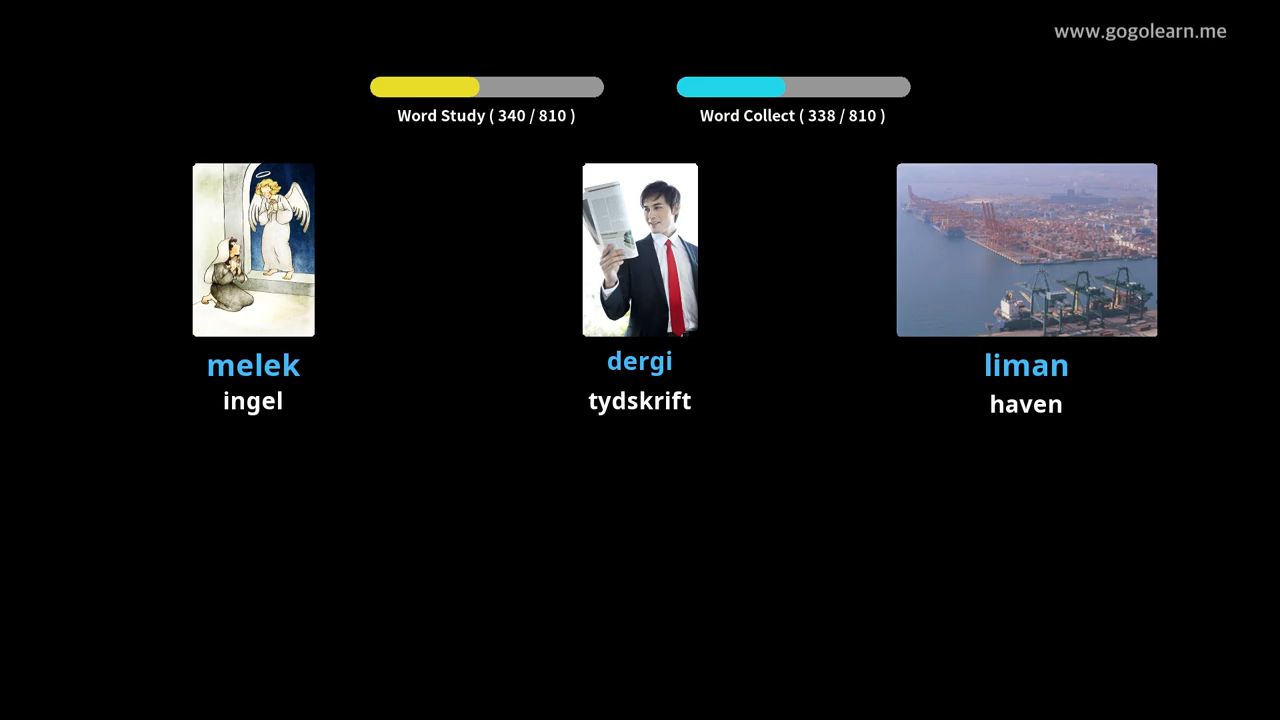 www.gogolearn.me
Word Study ( 340 / 810 )
Word Collect ( 338 / 810 )
melek
ingel
dergi
tydskrift
liman
haven